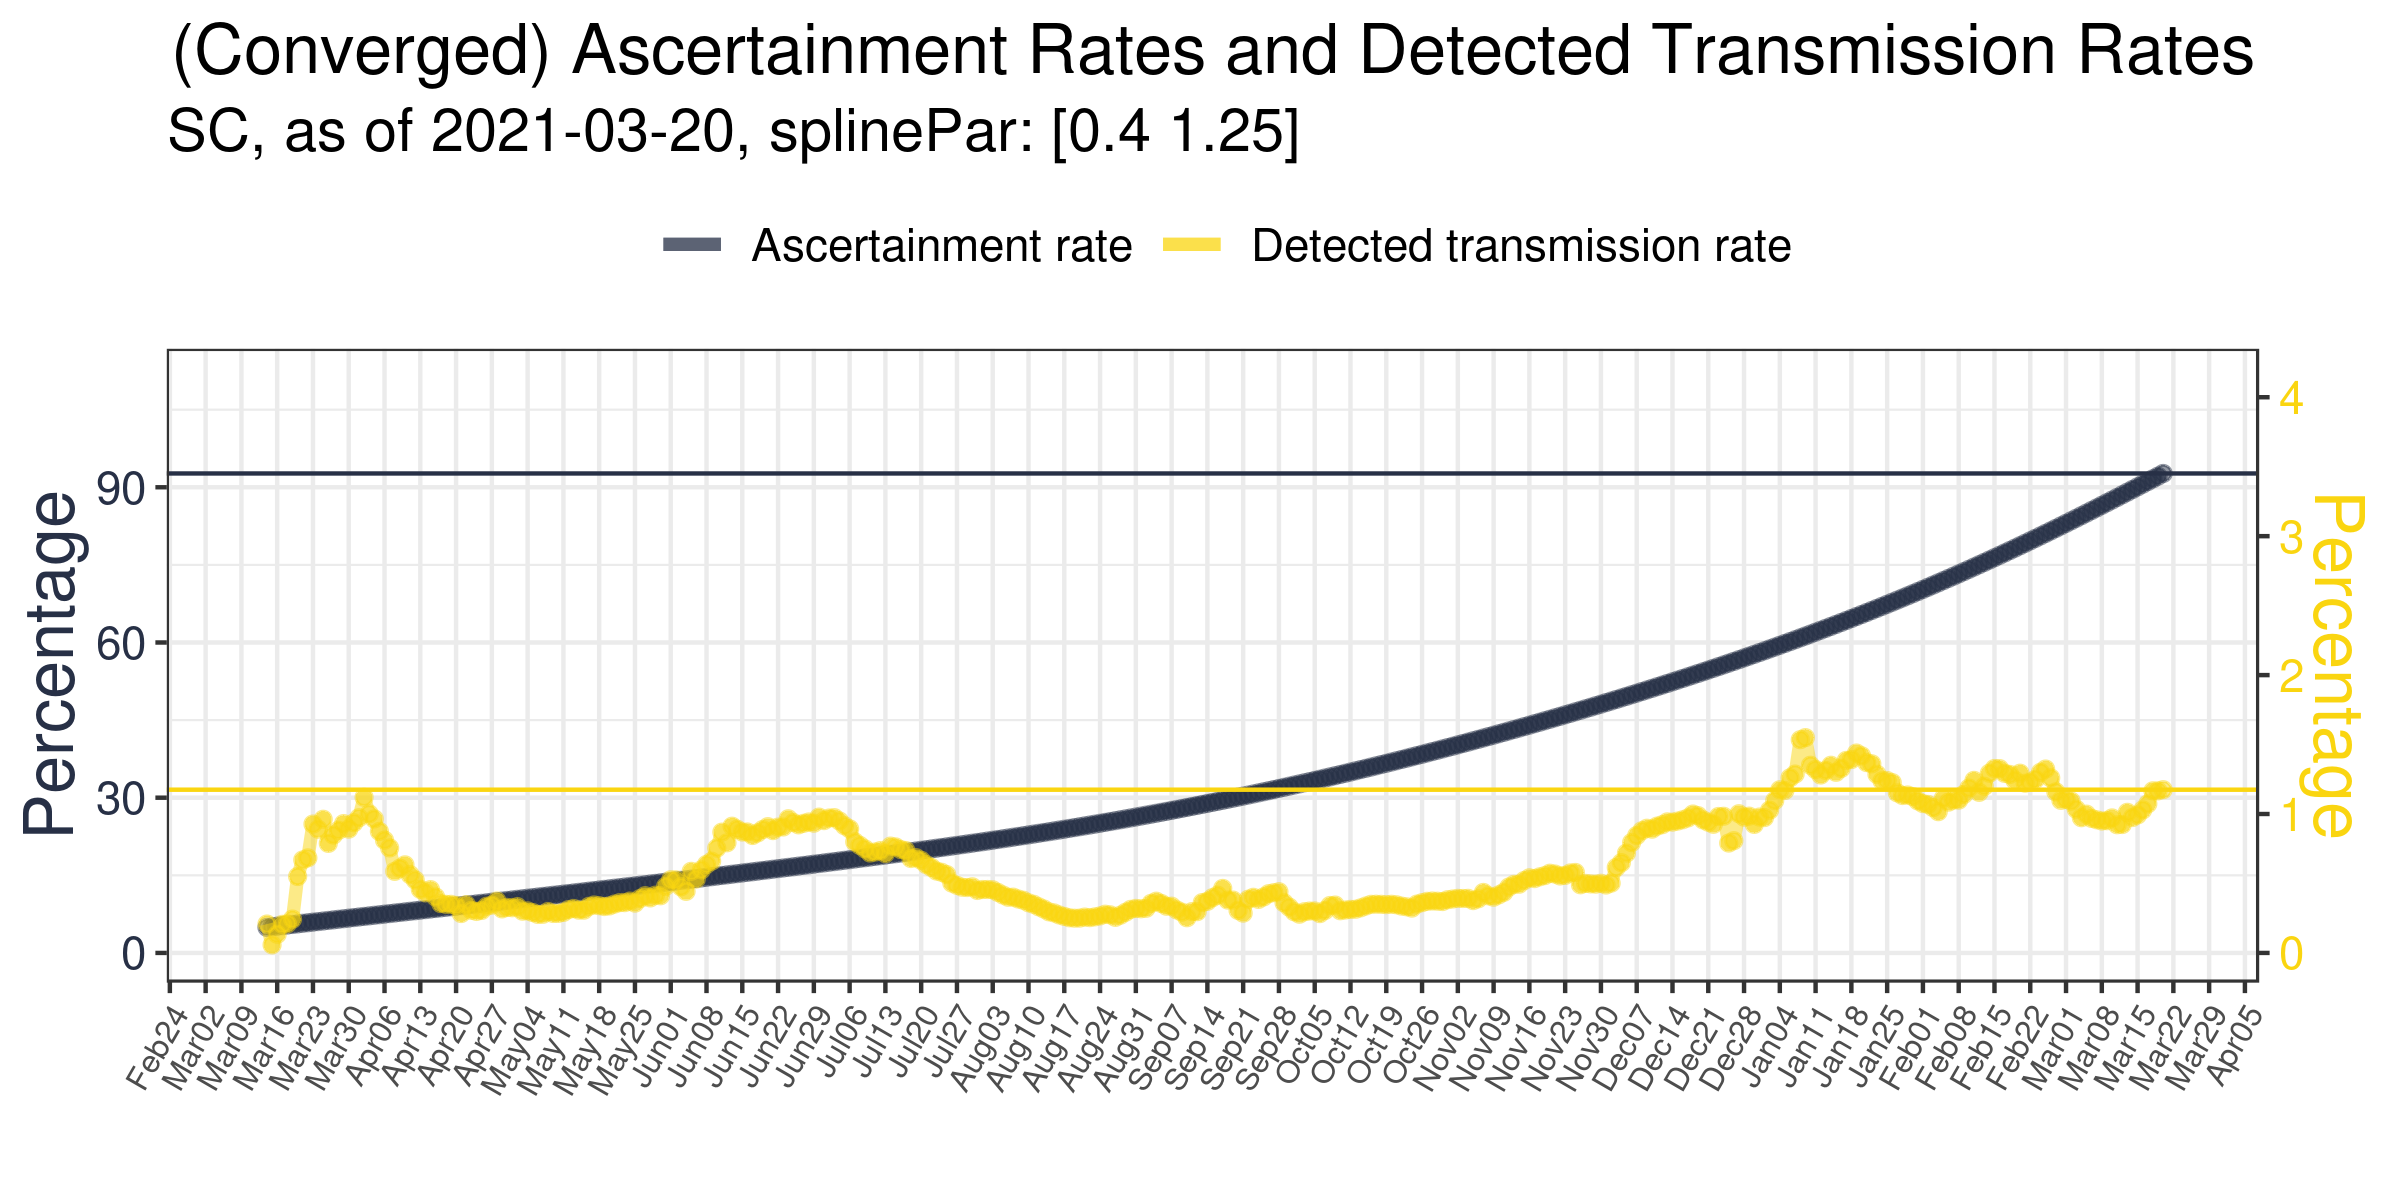 (Converged) Ascertainment Rates and Detected Transmission Rates
SC, as of 2021-03-20, splinePar: [0.4 1.25]
Ascertainment rate Detected transmission rate
Percentage
90
60
30
0
4
3
2
1
0
Percentage
Feb24 Mar02 Mar09 Mar16 Mar23 Mar30 Apr06 Apr13 Apr20 Apr27 May04 May11 May18 May25 Jun01 Jun08 Jun15 Jun22 Jun29 Jul06 Jul13 Jul20 Jul27 Aug03 Aug10 Aug17 Aug24 Aug31 Sep07 Sep14 Sep21 Sep28 Oct05 Oct12 Oct19 Oct26 Nov02 Nov09 Nov16 Nov23 Nov30 Dec07 Dec14 Dec21 Dec28 Jan04 Jan11 Jan18 Jan25 Feb01 Feb08 Feb15 Feb22 Mar01 Mar08 Mar15 Mar22 Mar29 Apr05